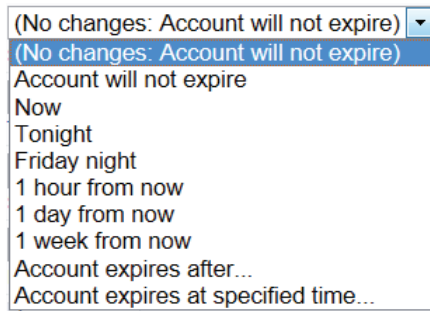 (No changes: Account will not expire)
(No changes: Account will not expire)
Account will not expire
Now
Tonight
Friday night
1 hour from now
1 day from now
1 week from now
Account expires after...
Account expires at specified time...